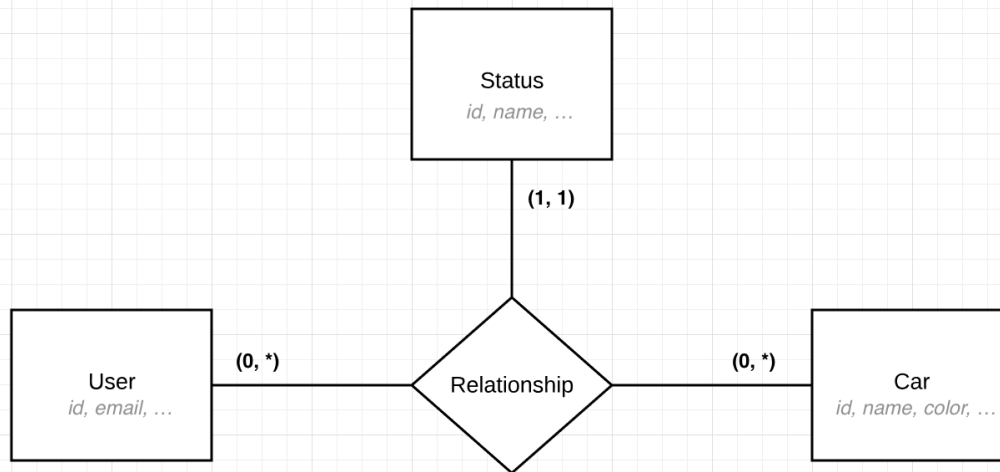 Status
id, name, …
(1, 1)
(0, *)
(0, *)
User
id, email, …
Relationship
Car
id, name, color, …